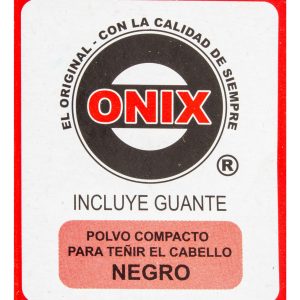 EL ORIGINAL - CON LA CALIDAD DE SIEMPRE
ONIX
®
INCLUYE GUANTE
POLVO COMPACTO
PARA TEÑIR EL CABELLO
NEGRO